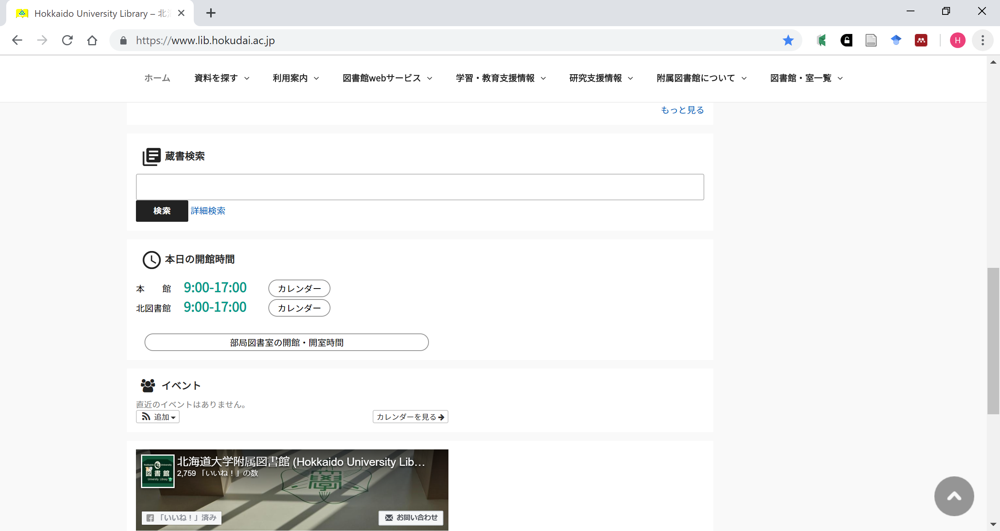 Hokkaido University Library – 北
https://www.lib.hokudai.ac.jp
H
ホーム 資料を探す 利用案内 図書館webサービス 学習・教育支援情報 研究支援情報 附属図書館について 図書館・室一覧
もっと見る
蔵書検索
検索 詳細検索
本日の開館時間
本 館 9:00-17:00 カレンダー
北図書館 9:00-17:00 カレンダー
部局図書室の開館・開室時間
イベント
直近のイベントはありません。
追加 カレンダーを見る
北海道大学附属図書館 (Hokkaido University Lib…
2,759 「いいね！」の数
Hokkaido University
図書館
University Library
「いいね！」済み お問い合わせ